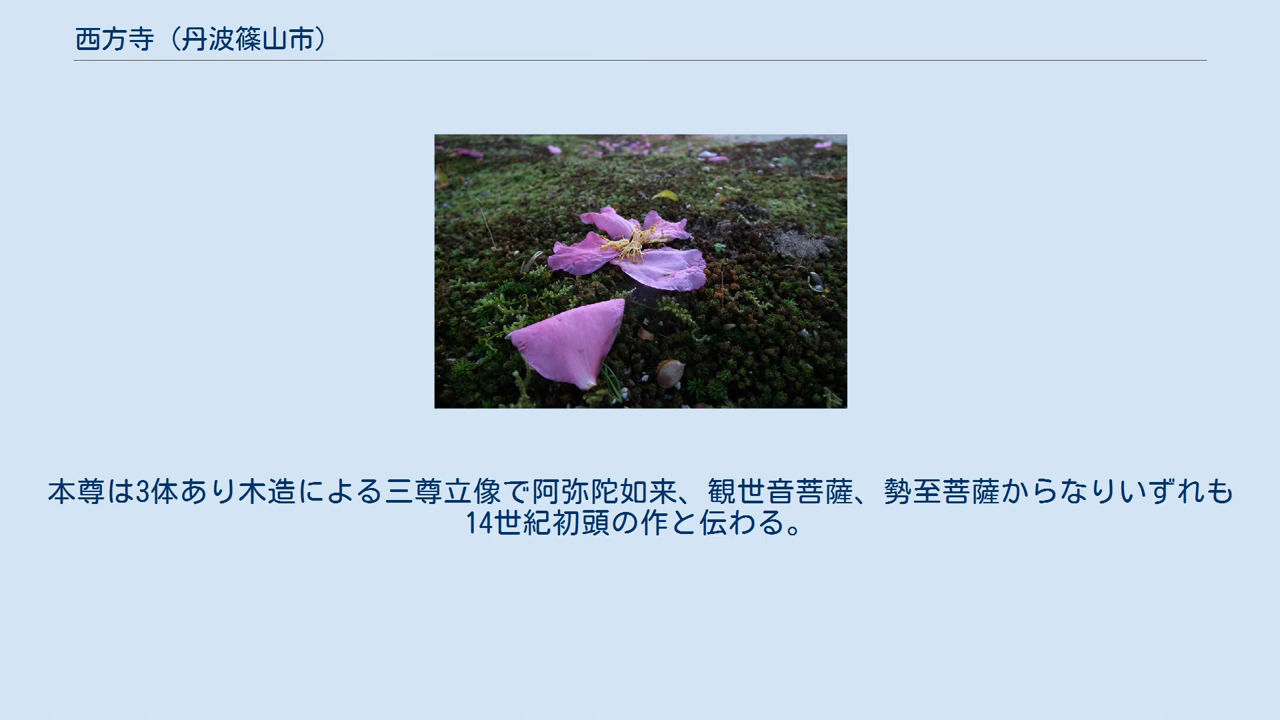 西方寺（丹波篠山市）
本尊は3体あり木造による三尊立像で阿弥陀如来、観世音菩薩、勢至菩薩からなりいずれも
14世紀初頭の作と伝わる。